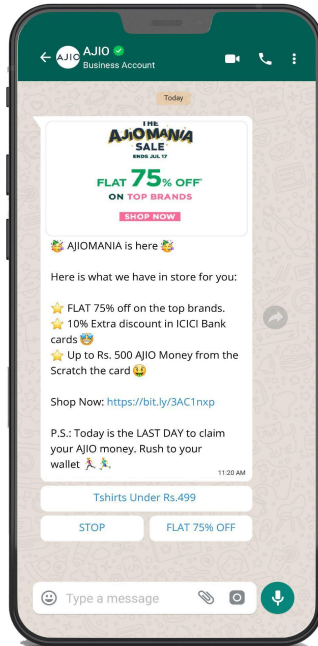 AJIO
AJIO
Business Account
Today
THE
AJIOMANIA
SALE
ENDS JUL 17
FLAT 75% OFF*
ON TOP BRANDS
SHOP NOW
🥳 AJIOMANIA is here 🥳
Here is what we have in store for you:
⭐ FLAT 75% off on the top brands.
⭐ 10% Extra discount in ICICI Bank
cards 🤩
⭐ Up to Rs. 500 AJIO Money from the
Scratch the card 🤑
Shop Now: https://bit.ly/3AC1nxp
P.S.: Today is the LAST DAY to claim
your AJIO money. Rush to your
wallet 🏃 🏃
11:20 AM
Tshirts Under Rs.499
STOP
FLAT 75% OFF
Type a message